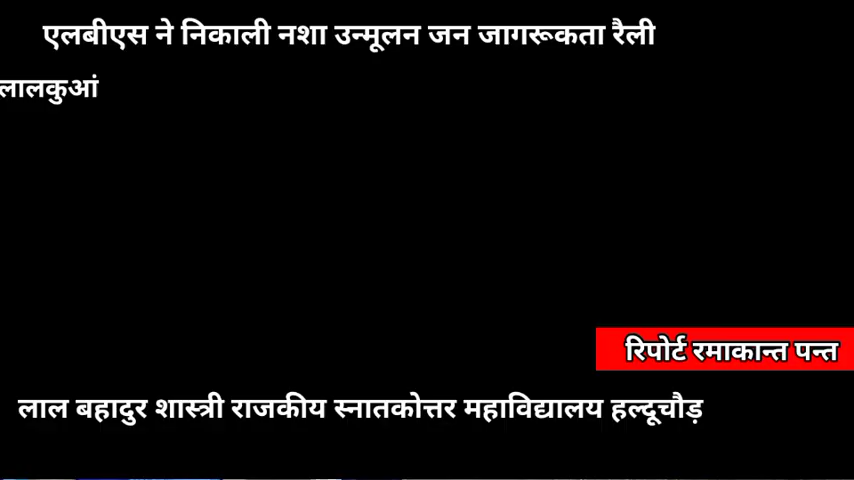 एलबीएस ने निकाली नशा उन्मूलन जन जागरूकता रैली
लालकुआं
रिपोर्ट रमाकान्त पन्त
लाल बहादुर शास्त्री राजकीय स्नातकोत्तर महाविद्यालय हल्दूचौड़